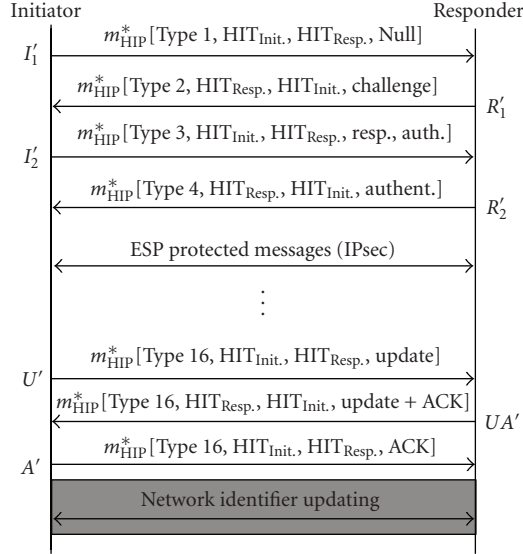 Initiator Responder
m*HIP[Type 1, HITInit., HITResp., Null]
I′1
m*HIP[Type 2, HITResp., HITInit., challenge]
R′1
m*HIP[Type 3, HITInit., HITResp., resp., auth.]
I′2
m*HIP[Type 4, HITResp., HITInit., authent.]
R′2
ESP protected messages (IPsec)
⋮
m*HIP[Type 16, HITInit., HITResp., update]
U′
m*HIP[Type 16, HITResp., HITInit., update + ACK]
UA′
m*HIP[Type 16, HITInit., HITResp., ACK]
A′
Network identifier updating